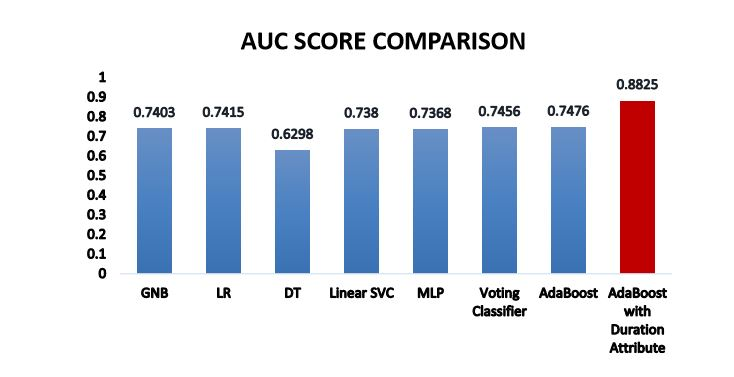 AUC SCORE COMPARISON
1
0.9
0.8
0.7
0.6
0.5
0.4
0.3
0.2
0.1
0
0.7403
0.7415
0.6298
0.738
0.7368
0.7456
0.7476
0.8825
GNB
LR
DT
Linear SVC
MLP
Voting
Classifier
AdaBoost
AdaBoost
with
Duration
Attribute